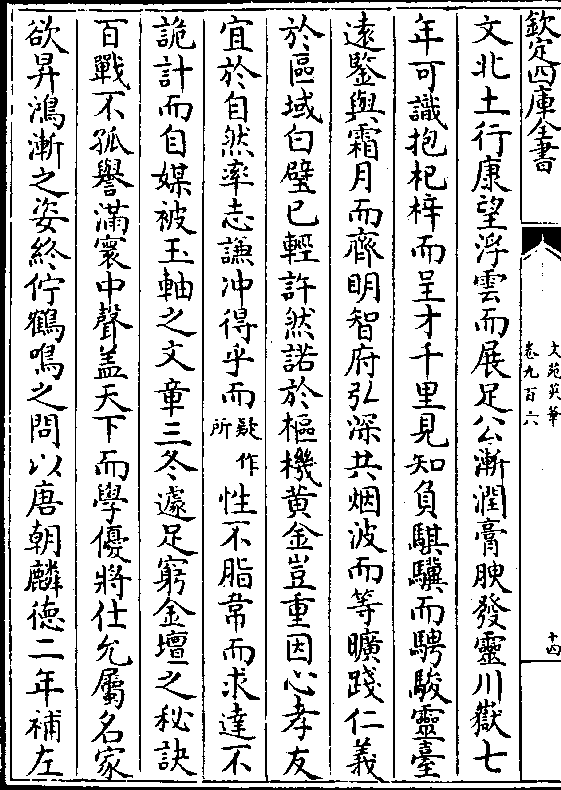 欽定四庫全書
文苑英華
卷九百六
十四
文北土行康望浮雲而展足公漸潤膏腴發靈川嶽七
年可識抱杞梓而呈才千里見知負騏驥而騁駿靈臺
遠鑒與霜月而齊明智府弘深共烟波而等曠踐仁義
於區域白璧已輕許然諾於樞機黄金豈重因心孝友
宜於自然率志謙冲得乎而疑作所性不脂韋而求達不
詭計而自媒被玉軸之文章三冬遽足窮金壇之秘訣
百戰不孤譽滿寰中聲盖天下而學優將仕允屬名家
欲昇鴻漸之姿終佇鶴鳴之問以唐朝麟徳二年補左